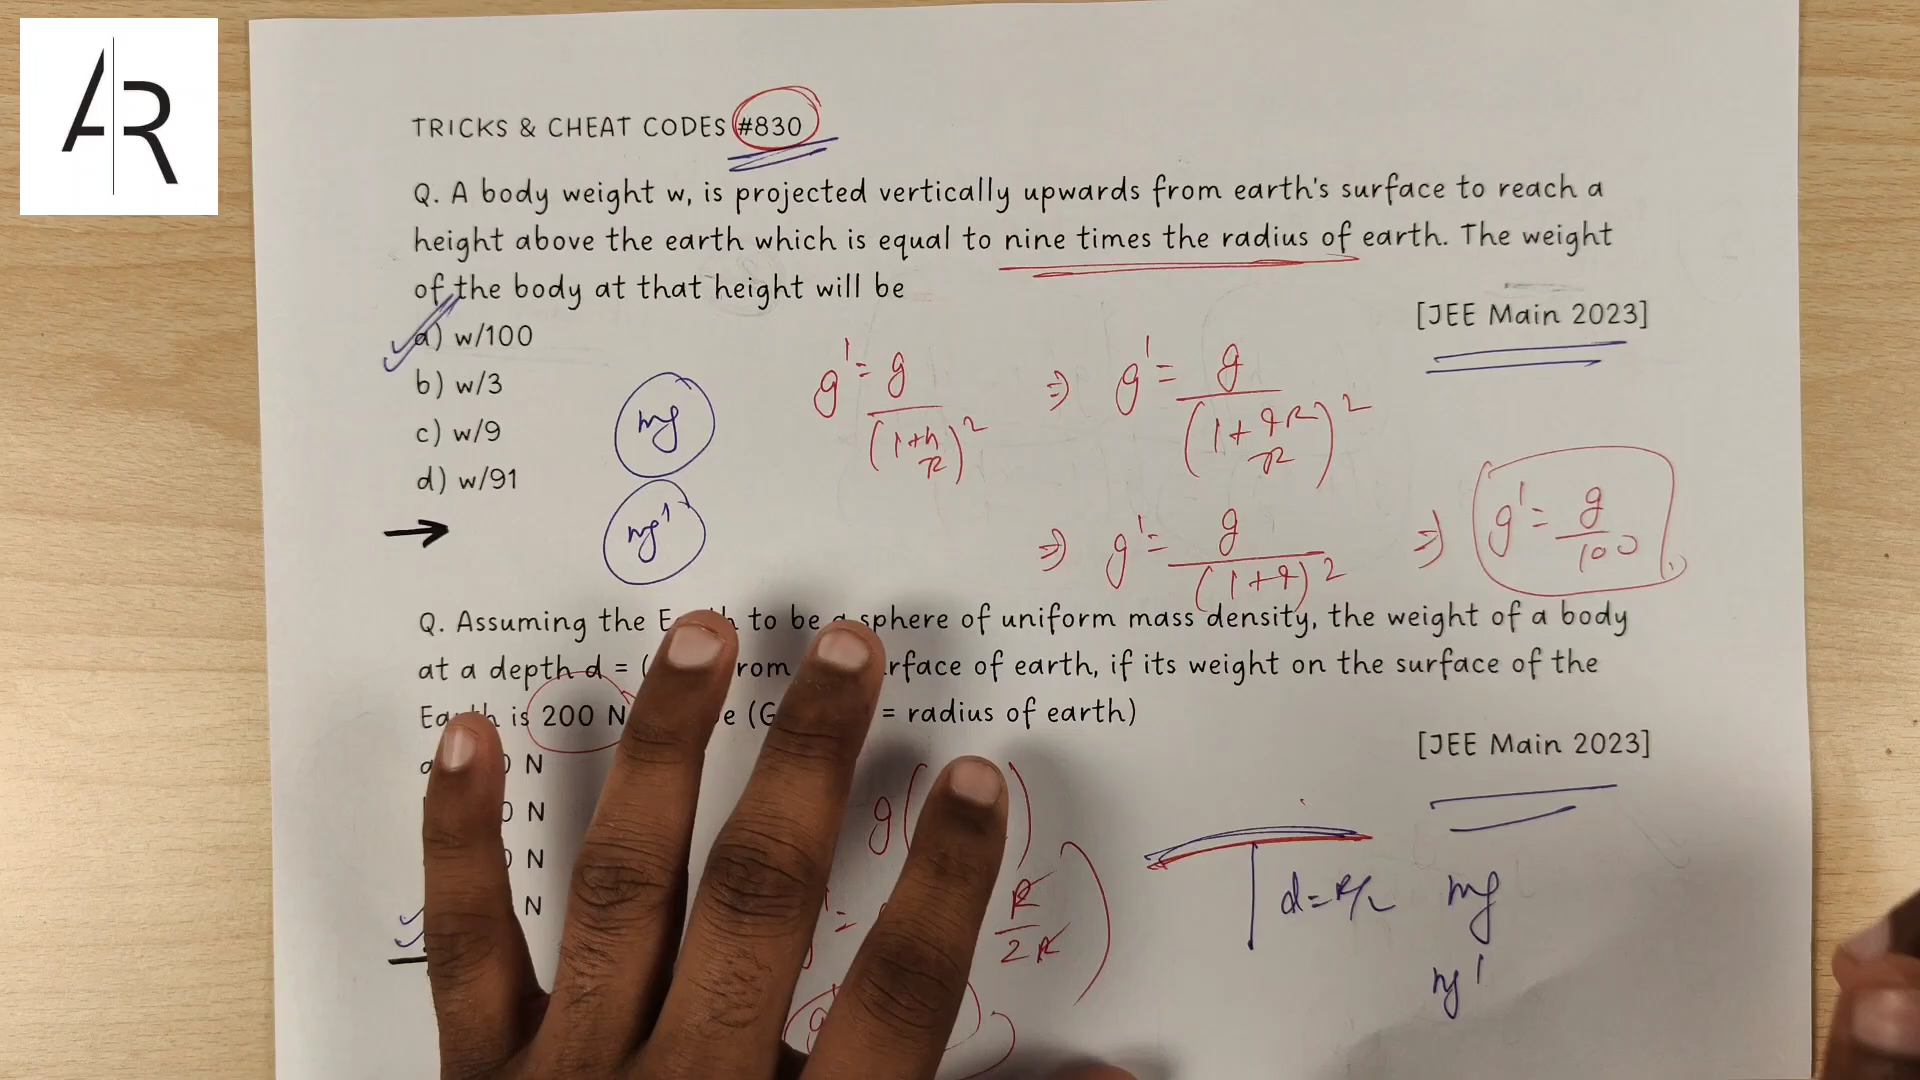 AR
TRICKS & CHEAT CODES #830
Q. A body weight w, is projected vertically upwards from earth's surface to reach a
height above the earth which is equal to nine times the radius of earth. The weight
of the body at that height will be
[JEE Main 2023]
a) w/100
b) w/3
c) w/9
d) w/91
mg
mg'
g' = g / (1+h/R)^2
⇒ g' = g / (1+9R/R)^2
⇒ g' = g / (1+9)^2
⇒ g' = g/100
Q. Assuming the to be a sphere of uniform mass density, the weight of a body
at a depth d = ( of earth, if its weight on the surface of the
is 200 N (G = radius of earth)
[JEE Main 2023]
N
N
N
N
g(
R/2R
d=R/2
mg
mg'